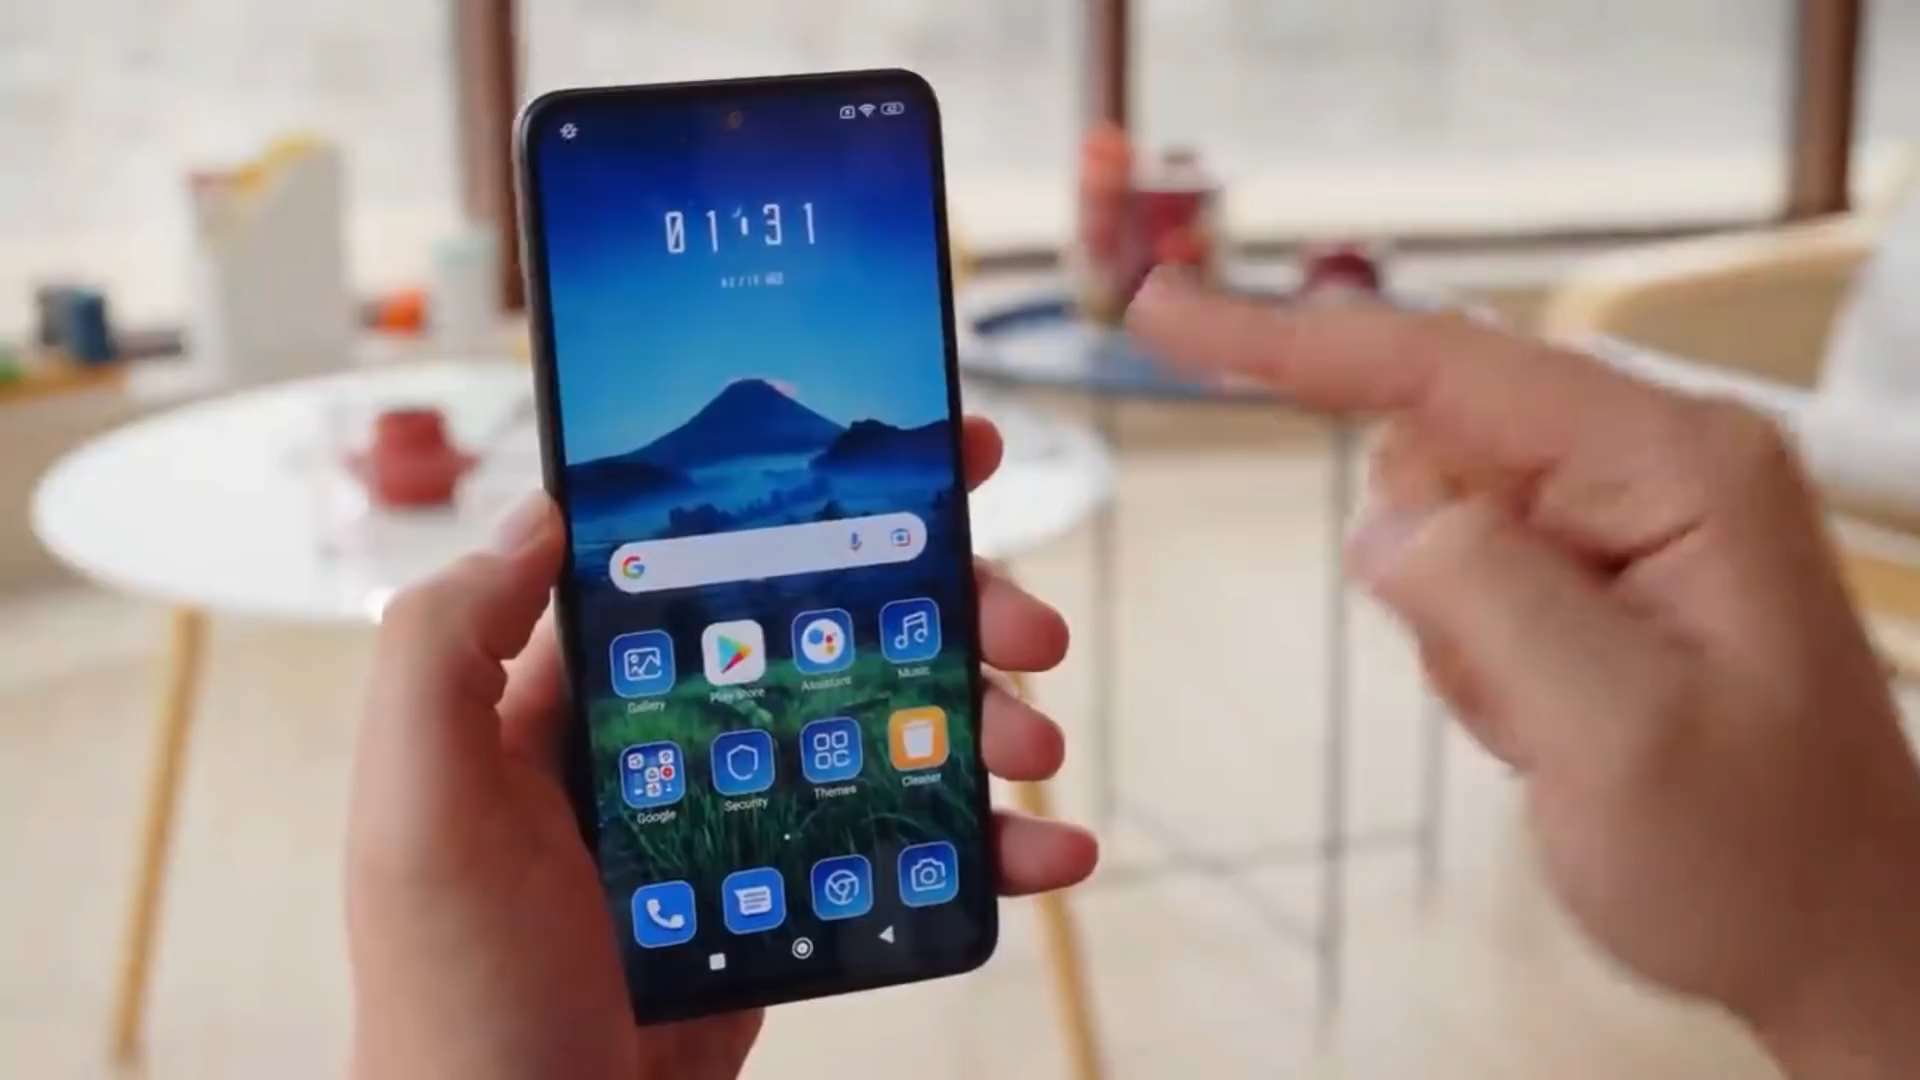 01:31
Gallery
Play Store
Assistant
Music
Google
Security
Themes
Cleaner